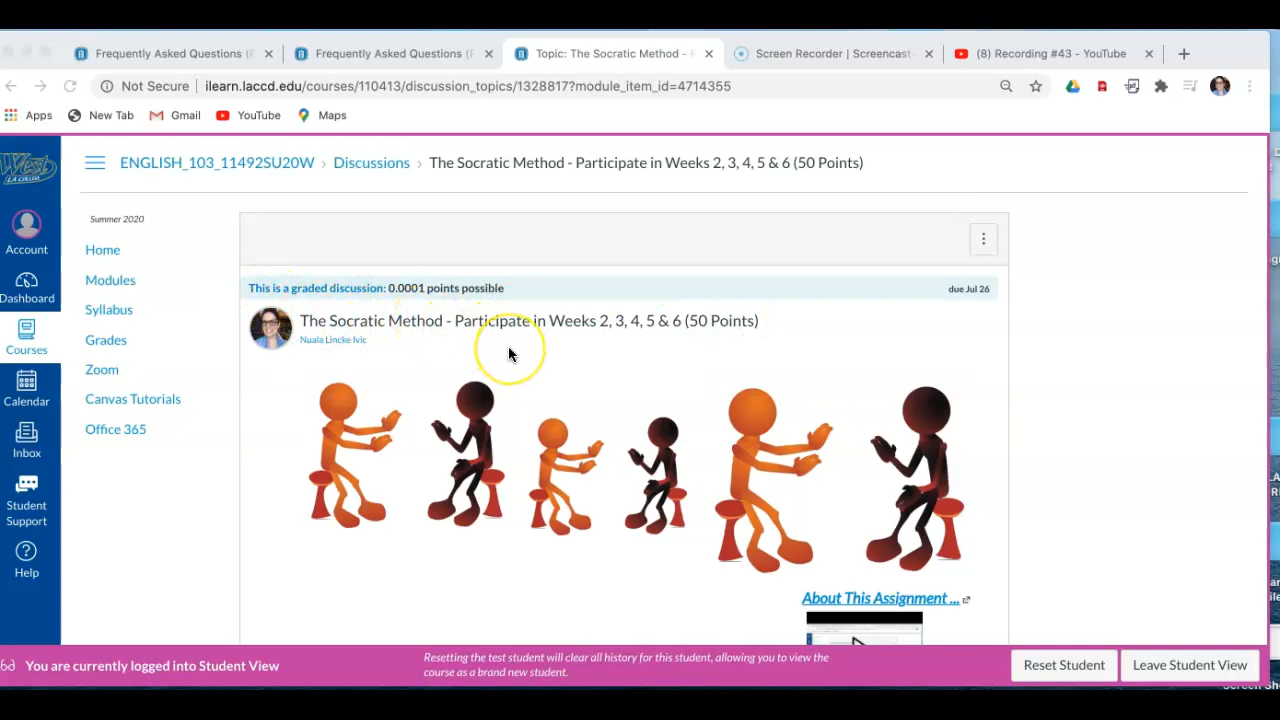 Frequently Asked Questions (F
Frequently Asked Questions (F
Topic: The Socratic Method -
Screen Recorder | Screencast-
(8) Recording #43 - YouTube
Not Secure
ilearn.laccd.edu/courses/110413/discussion_topics/1328817?module_item_id=4714355
Apps
New Tab
Gmail
YouTube
Maps
West
L.A. COLLEGE
ENGLISH_103_11492SU20W › Discussions › The Socratic Method - Participate in Weeks 2, 3, 4, 5 & 6 (50 Points)
Summer 2020
Account
Dashboard
Courses
Calendar
Inbox
Student
Support
Help
Home
Modules
Syllabus
Grades
Zoom
Canvas Tutorials
Office 365
This is a graded discussion: 0.0001 points possible
due Jul 26
The Socratic Method - Participate in Weeks 2, 3, 4, 5 & 6 (50 Points)
Nuala Lincke Ivic
About This Assignment ...
You are currently logged into Student View
Resetting the test student will clear all history for this student, allowing you to view the
course as a brand new student.
Reset Student
Leave Student View